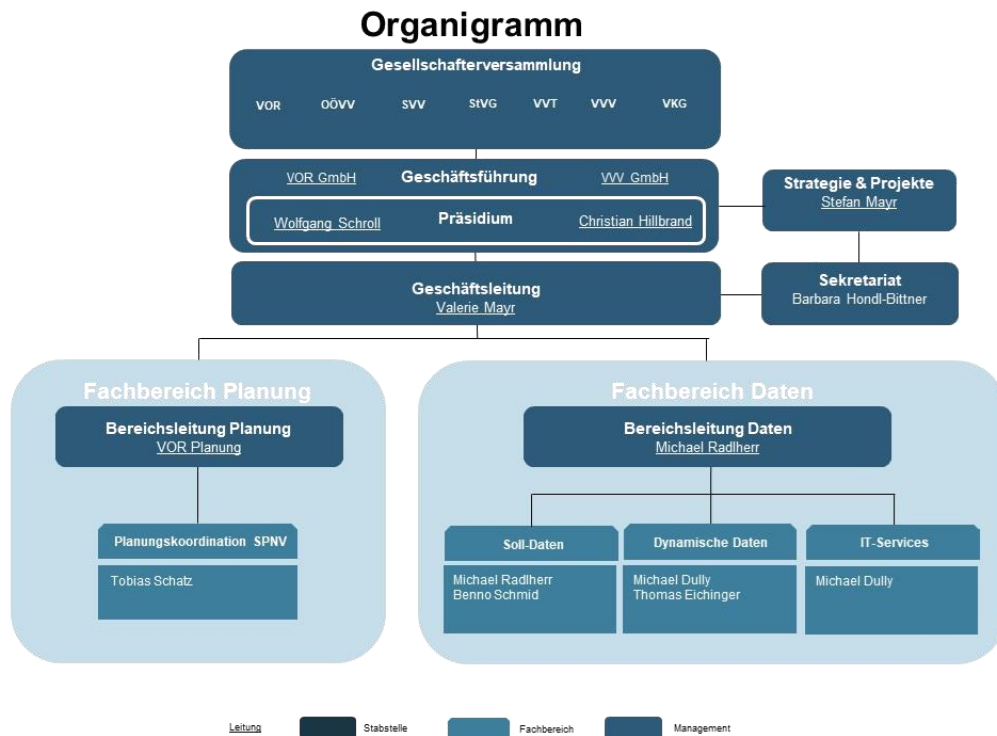 Organigramm
Gesellschafterversammlung
VOR OÖVV SVV StVG VVT VVV VKG
VOR GmbH Geschäftsführung VVV GmbH
Wolfgang Schroll Präsidium Christian Hillbrand
Strategie & Projekte
Stefan Mayr
Geschäftsleitung
Valerie Mayr
Sekretariat
Barbara Hondl-Bittner
Fachbereich Planung
Bereichsleitung Planung
VOR Planung
Planungskoordination SPNV
Tobias Schatz
Fachbereich Daten
Bereichsleitung Daten
Michael Radlherr
Soll-Daten
Michael Radlherr
Benno Schmid
Dynamische Daten
Michael Dully
Thomas Eichinger
IT-Services
Michael Dully
Leitung Stabstelle Fachbereich Management